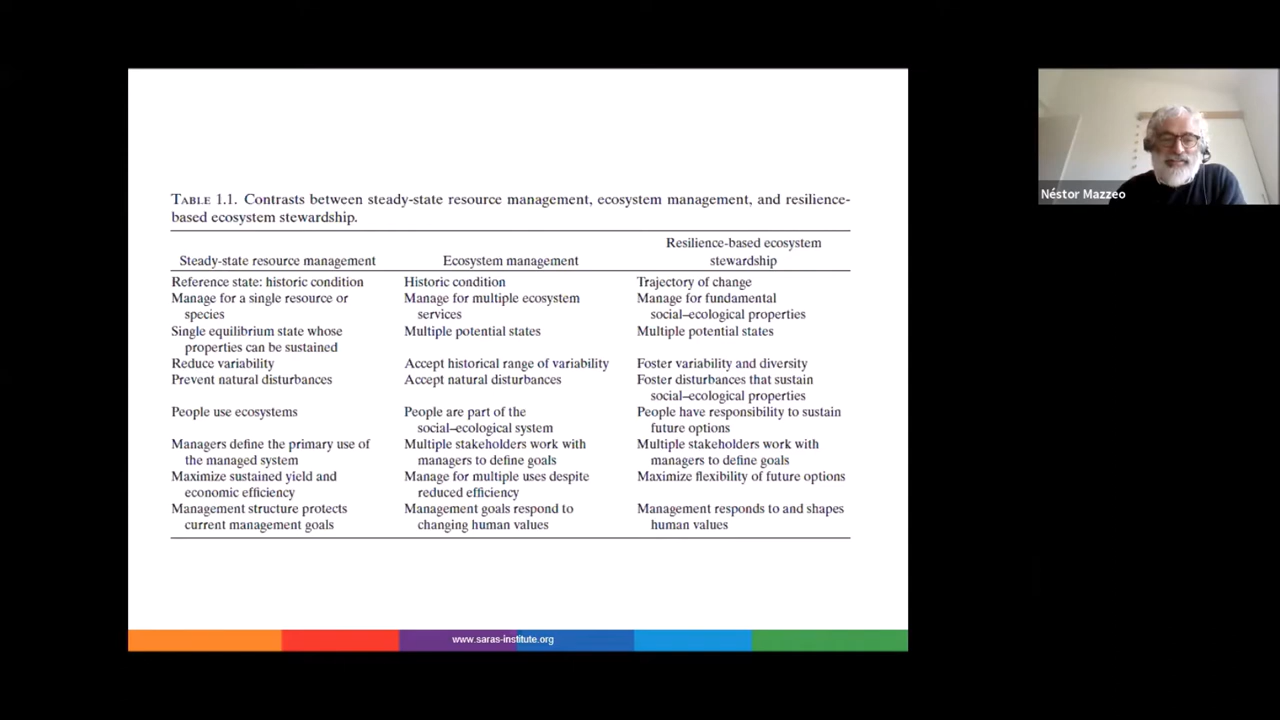 TABLE 1.1. Contrasts between steady-state resource management, ecosystem management, and resilience-
based ecosystem stewardship.
Steady-state resource management
Ecosystem management
Resilience-based ecosystem
stewardship
Reference state: historic condition
Historic condition
Trajectory of change
Manage for a single resource or
species
Manage for multiple ecosystem
services
Manage for fundamental
social–ecological properties
Single equilibrium state whose
properties can be sustained
Multiple potential states
Multiple potential states
Reduce variability
Accept historical range of variability
Foster variability and diversity
Prevent natural disturbances
Accept natural disturbances
Foster disturbances that sustain
social–ecological properties
People use ecosystems
People are part of the
social–ecological system
People have responsibility to sustain
future options
Managers define the primary use of
the managed system
Multiple stakeholders work with
managers to define goals
Multiple stakeholders work with
managers to define goals
Maximize sustained yield and
economic efficiency
Manage for multiple uses despite
reduced efficiency
Maximize flexibility of future options
Management structure protects
current management goals
Management goals respond to
changing human values
Management responds to and shapes
human values
www.saras-institute.org
Néstor Mazzeo